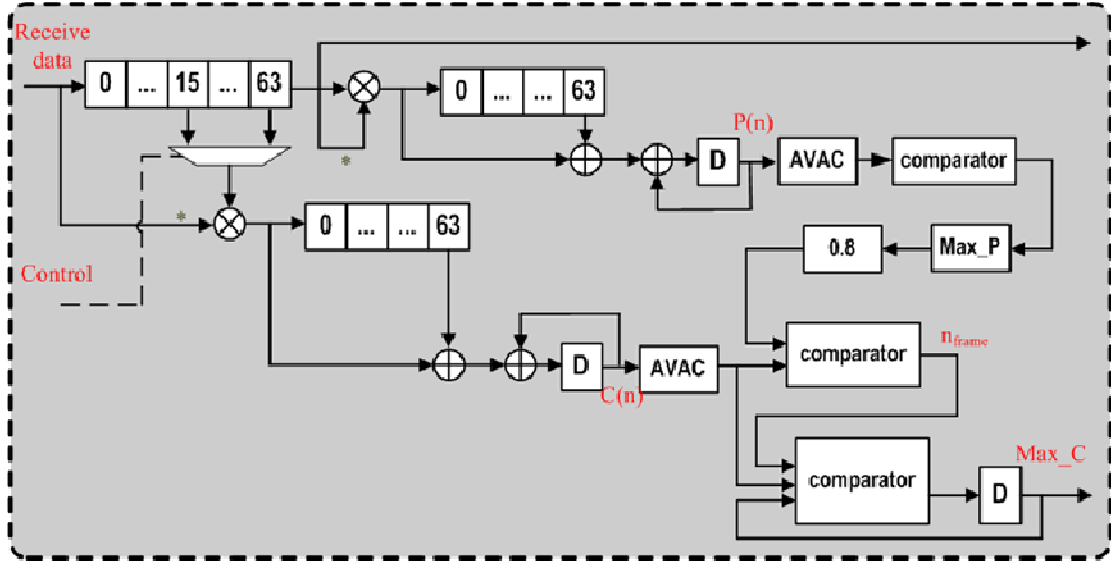 Receive
data
0 ... 15 ... 63
*
0 ... ... 63
P(n)
D
AVAC
comparator
*
0 ... ... 63
Control
0.8
Max_P
D
C(n)
AVAC
comparator
nframe
comparator
D
Max_C